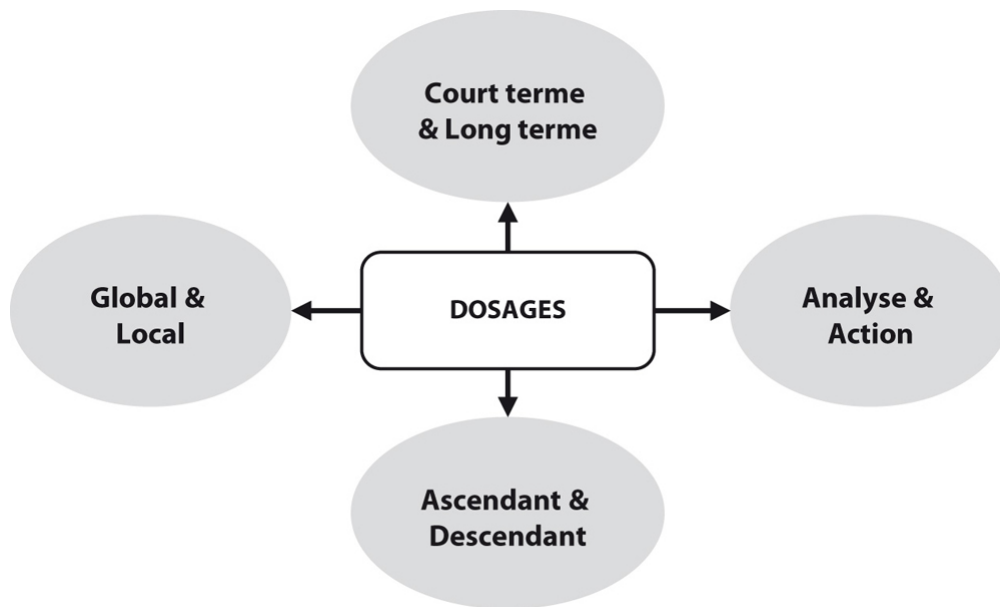 Court terme
& Long terme
Global &
Local
DOSAGES
Analyse &
Action
Ascendant &
Descendant